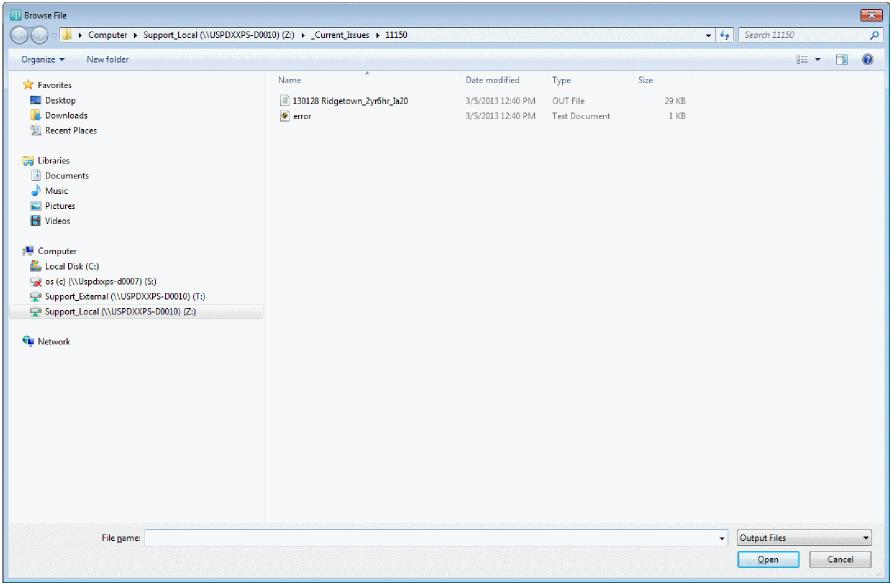 Browse File
Computer Support_Local (\\USPDXXPS-D0010) (Z:) _Current_Issues 11150 Search 11150
Organize New folder
Name Date modified Type Size
130128 Ridgetown_2yr6hr_Ia20 3/5/2013 12:40 PM OUT File 29 KB
error 3/5/2013 12:40 PM Text Document 1 KB
Favorites
Desktop
Downloads
Recent Places
Libraries
Documents
Music
Pictures
Videos
Computer
Local Disk (C:)
os (c) (\\Uspdxxps-d0007) (S:)
Support_External (\\USPDXXPS-D0010) (T:)
Support_Local (\\USPDXXPS-D0010) (Z:)
Network
File name: Output Files
Open Cancel